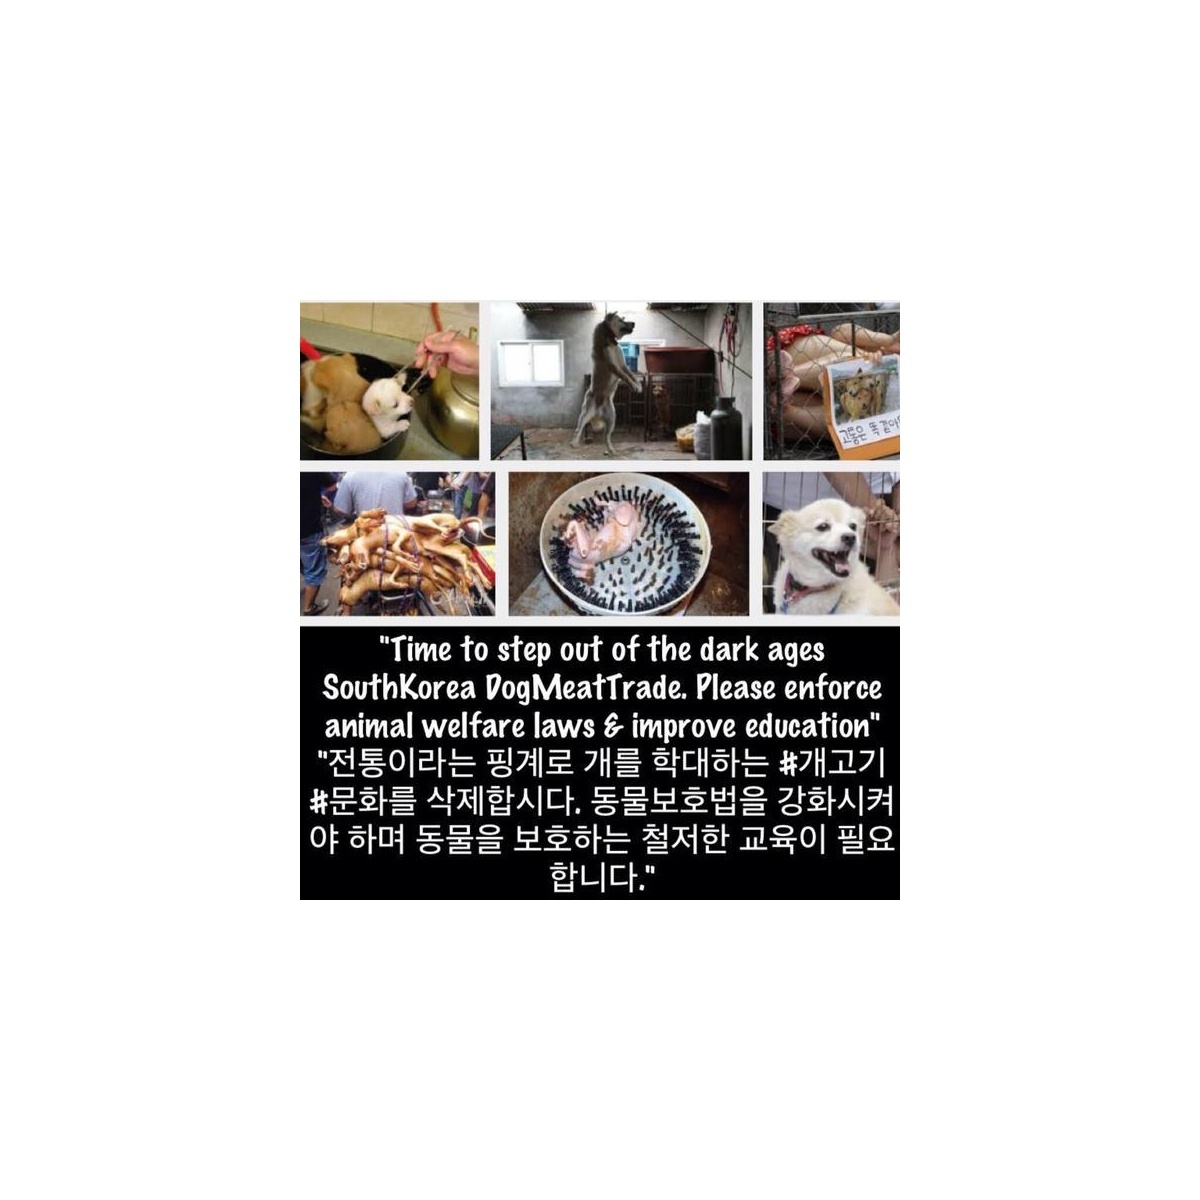 고통은 똑같아
"Time to step out of the dark ages
SouthKorea DogMeatTrade. Please enforce
animal welfare laws & improve education"
"전통이라는 핑계로 개를 학대하는 #개고기
#문화를 삭제합시다. 동물보호법을 강화시켜
야 하며 동물을 보호하는 철저한 교육이 필요
합니다."